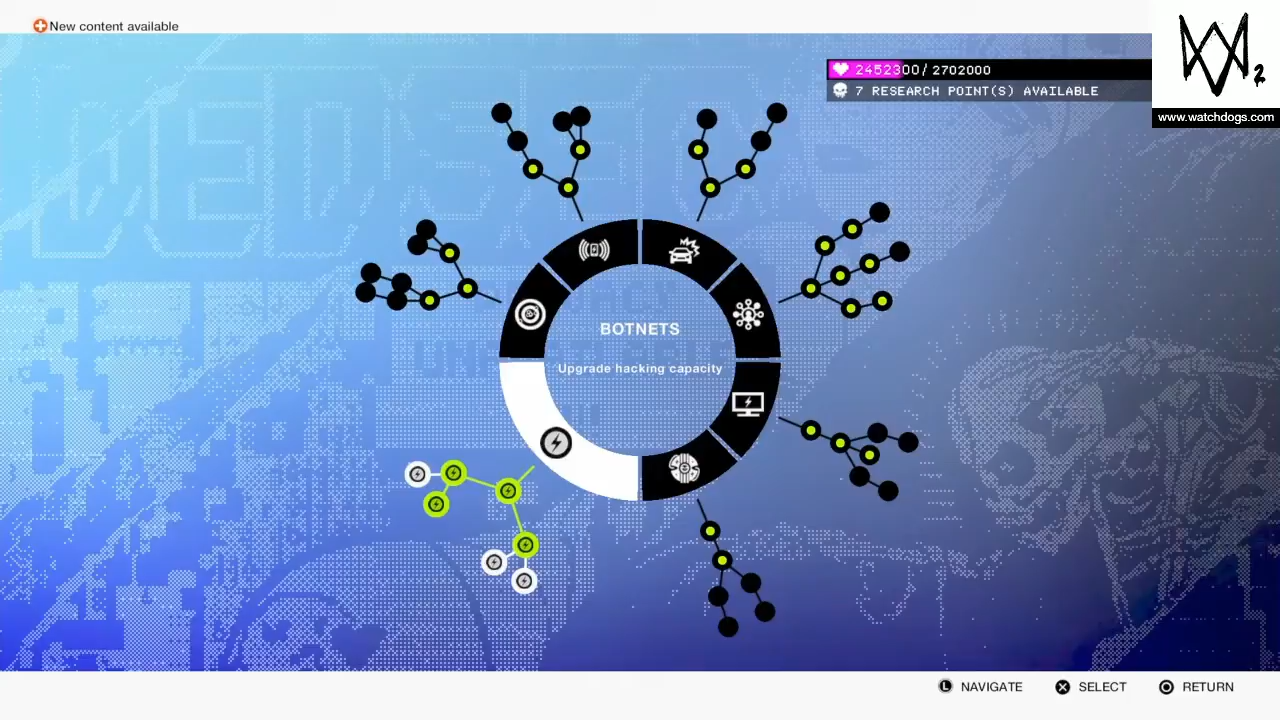 New content available
2452300/2702000
7 RESEARCH POINT(S) AVAILABLE
2
www.watchdogs.com
BOTNETS
Upgrade hacking capacity
L NAVIGATE
SELECT
RETURN